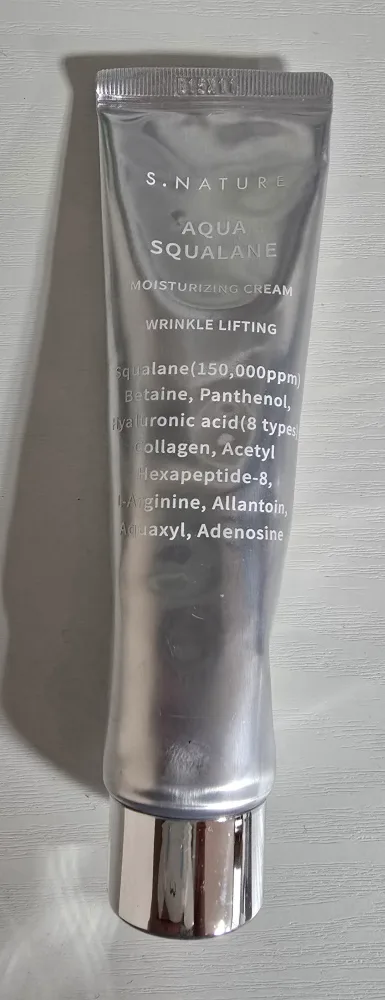 S.NATURE
AQUA
SQUALANE
MOISTURIZING CREAM
WRINKLE LIFTING
Squalane(150,000ppm)
Betaine, Panthenol,
Hyaluronic acid(8 types
Collagen, Acetyl
Hexapeptide-8,
l-Arginine, Allantoin,
Aquaxyl, Adenosine